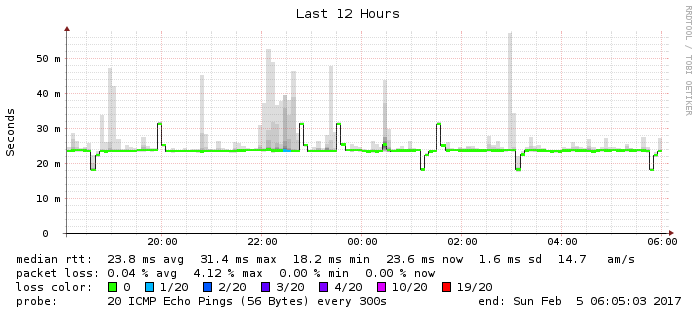 Last 12 Hours
RRDTOOL / TOBI OETIKER
Seconds
50 m
40 m
30 m
20 m
10 m
0
20:00 22:00 00:00 02:00 04:00 06:00
median rtt: 23.8 ms avg 31.4 ms max 18.2 ms min 23.6 ms now 1.6 ms sd 14.7 am/s
packet loss: 0.04 % avg 4.12 % max 0.00 % min 0.00 % now
loss color: 0 1/20 2/20 3/20 4/20 10/20 19/20
probe: 20 ICMP Echo Pings (56 Bytes) every 300s end: Sun Feb 5 06:05:03 2017